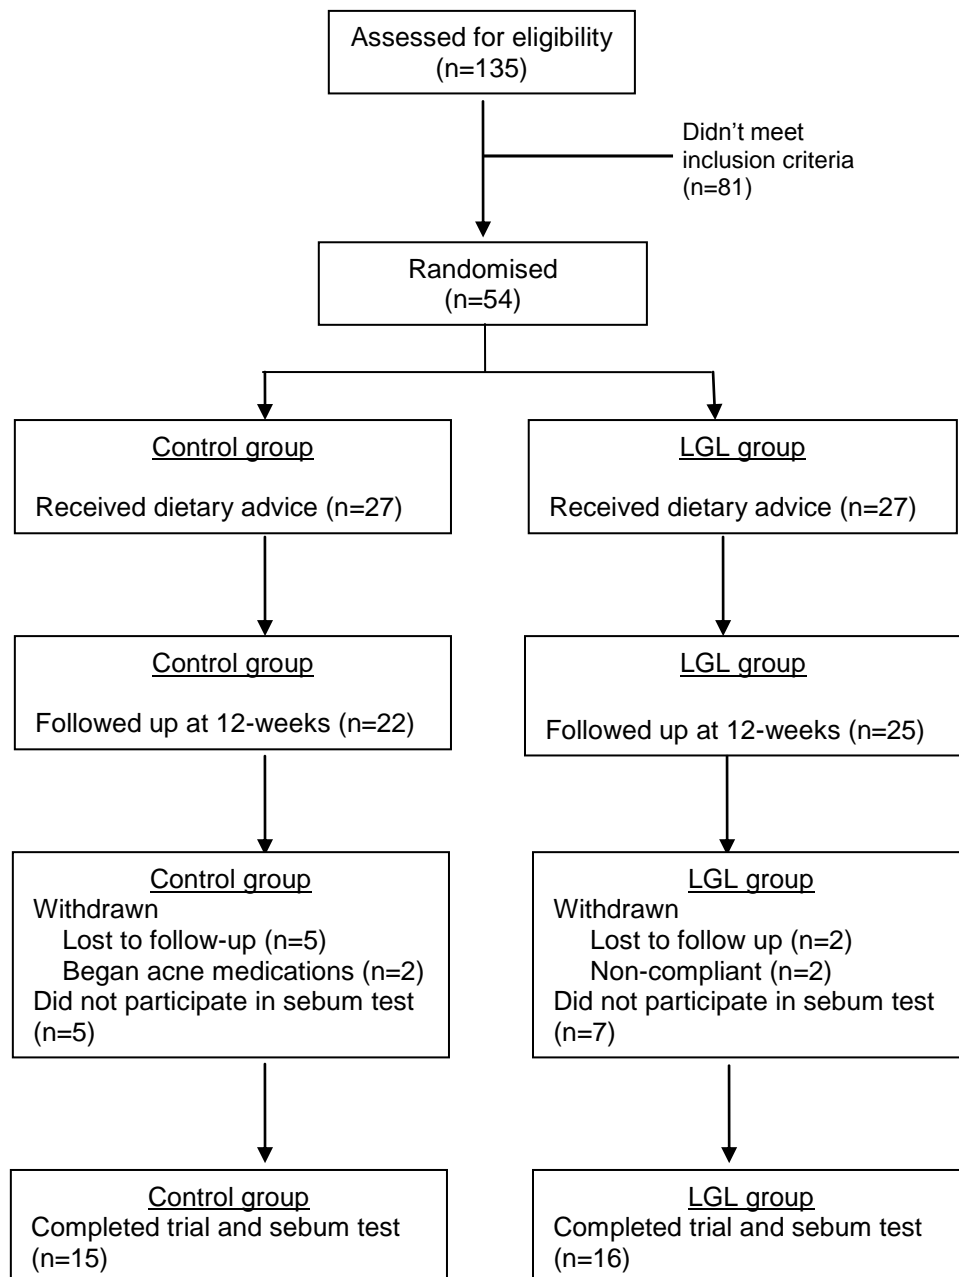 Assessed for eligibility
(n=135)
Didn’t meet
inclusion criteria
(n=81)
Randomised
(n=54)
Control group
Received dietary advice (n=27)
LGL group
Received dietary advice (n=27)
Control group
Followed up at 12-weeks (n=22)
LGL group
Followed up at 12-weeks (n=25)
Control group
Withdrawn
Lost to follow-up (n=5)
Began acne medications (n=2)
Did not participate in sebum test
(n=5)
LGL group
Withdrawn
Lost to follow up (n=2)
Non-compliant (n=2)
Did not participate in sebum test
(n=7)
Control group
Completed trial and sebum test
(n=15)
LGL group
Completed trial and sebum test
(n=16)